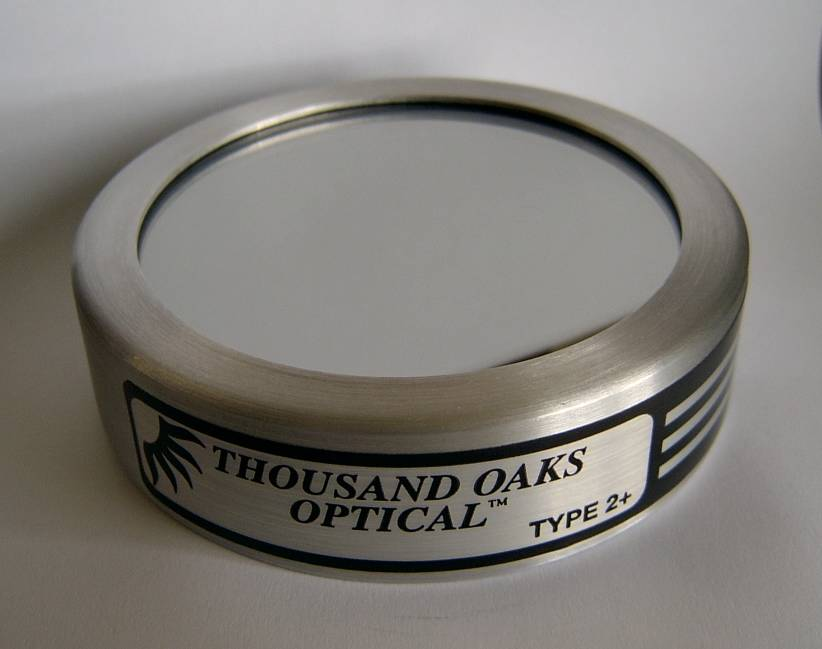 THOUSAND OAKS
OPTICAL™
TYPE 2+